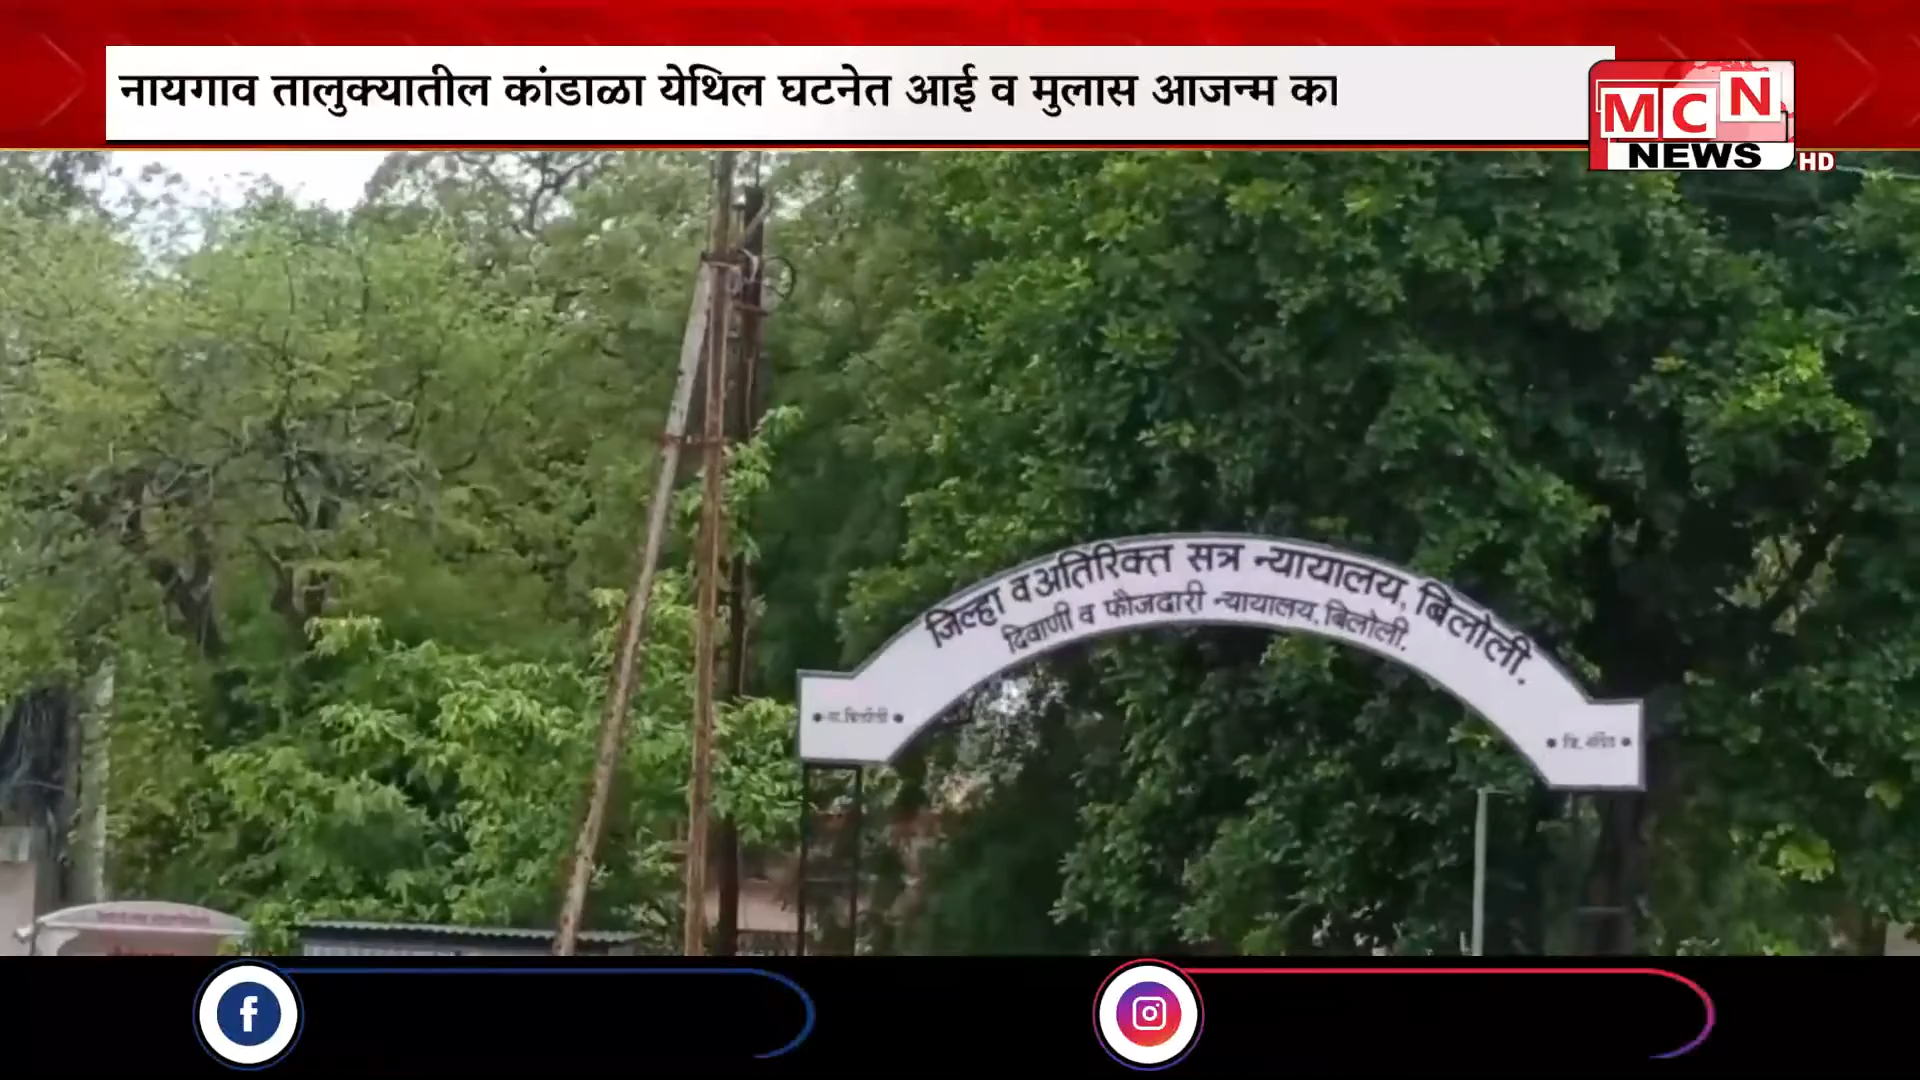 नायगाव तालुक्यातील कांडाळा येथिल घटनेत आई व मुलास आजन्म का
MCN
NEWS HD
जिल्हा व अतिरिक्त सत्र न्यायालय, बिलोली.
दिवाणी व फौजदारी न्यायालय, बिलोली.